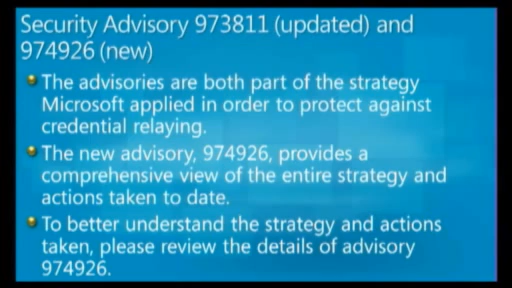 Security Advisory 973811 (updated) and
974926 (new)
The advisories are both part of the strategy
Microsoft applied in order to protect against
credential relaying.
The new advisory, 974926, provides a
comprehensive view of the entire strategy and
actions taken to date.
To better understand the strategy and actions
taken, please review the details of advisory
974926.